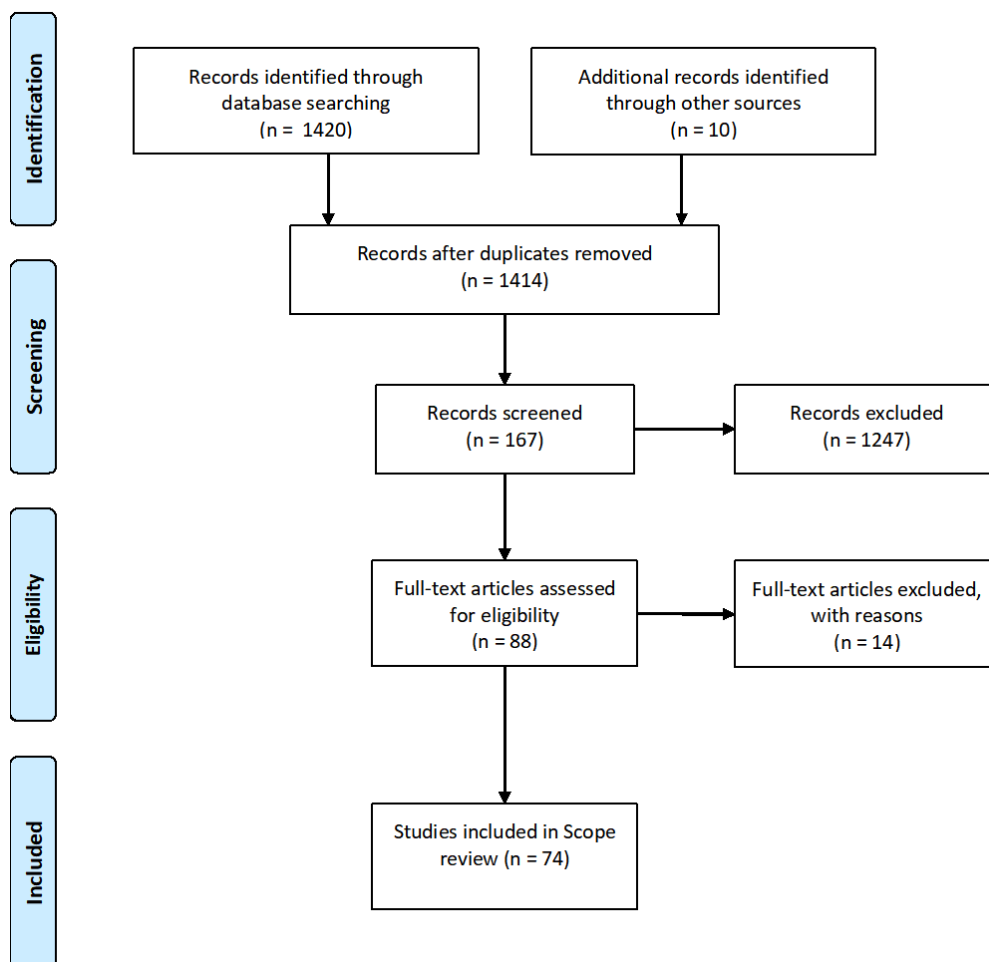 Identification
Records identified through
database searching
(n = 1420)
Additional records identified
through other sources
(n = 10)
Records after duplicates removed
(n = 1414)
Screening
Records screened
(n = 167)
Records excluded
(n = 1247)
Eligibility
Full-text articles assessed
for eligibility
(n = 88)
Full-text articles excluded,
with reasons
(n = 14)
Included
Studies included in Scope
review (n = 74)